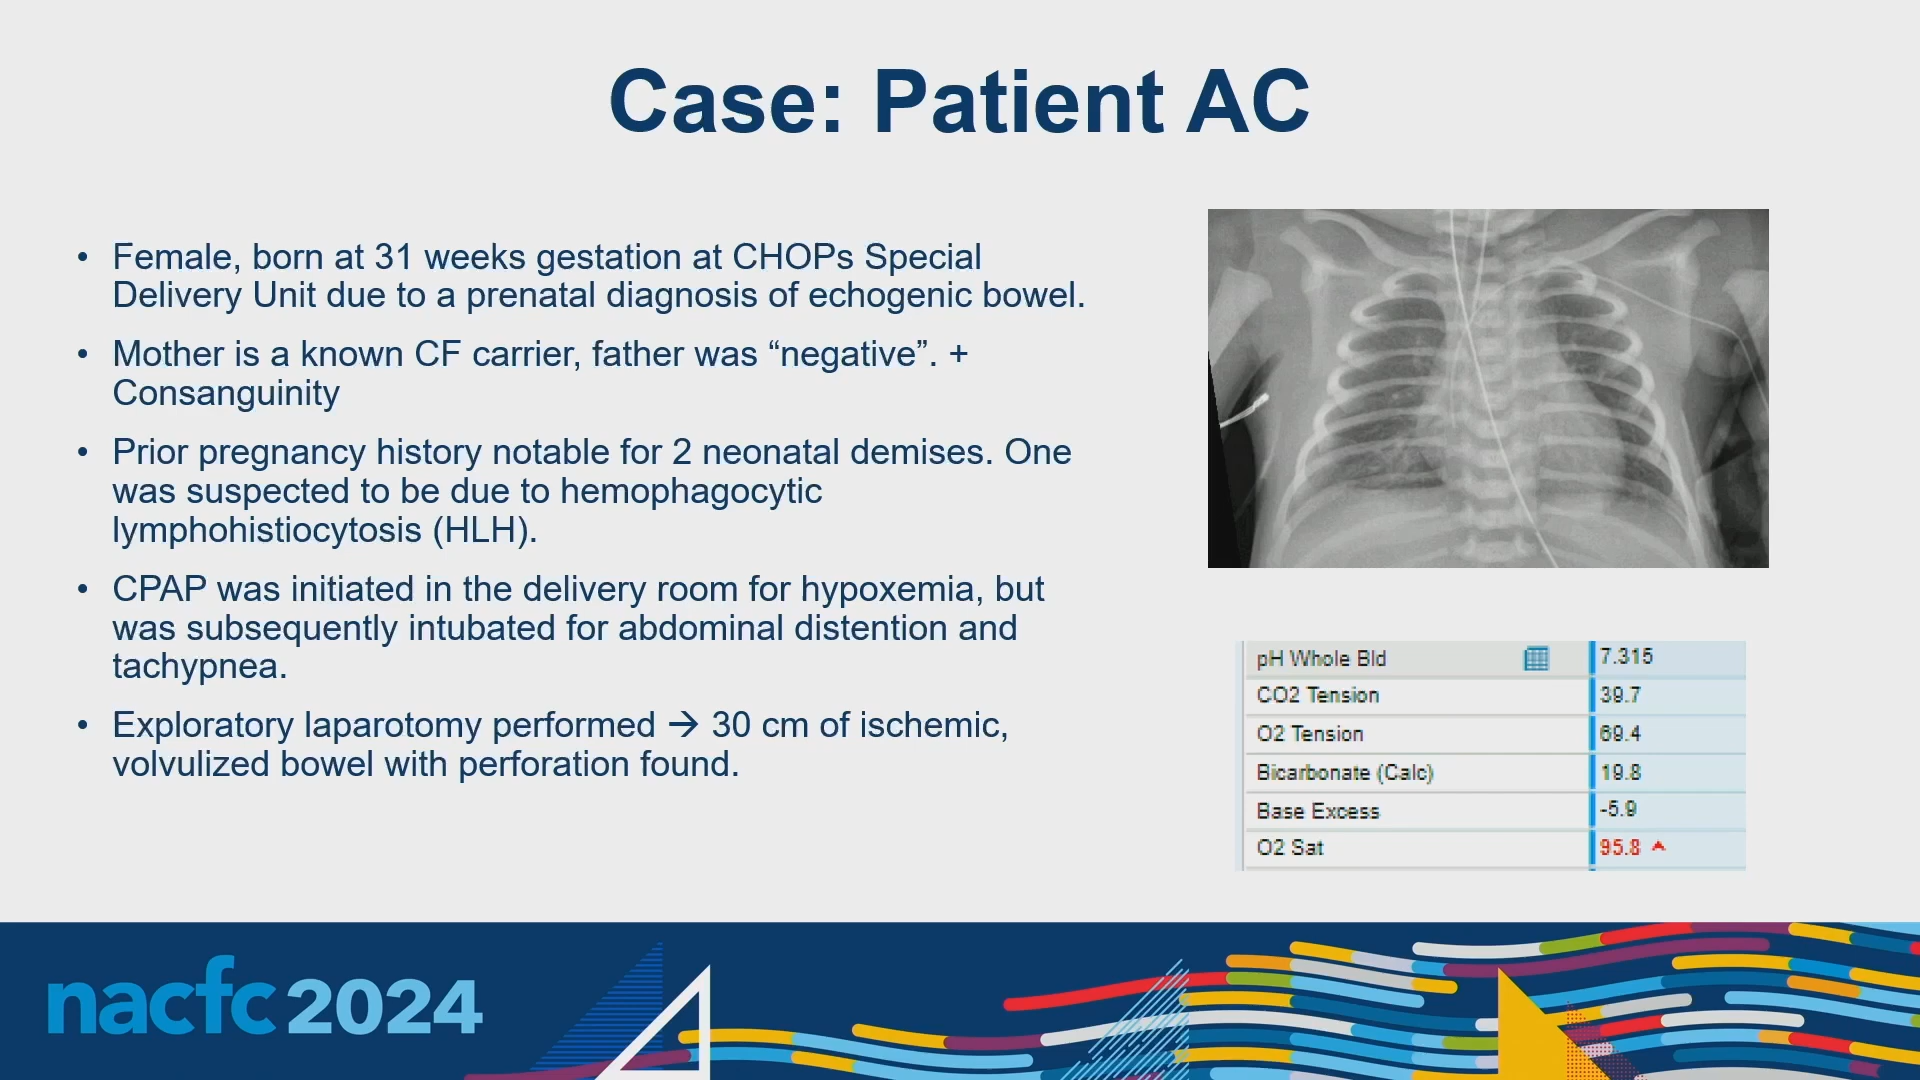 Case: Patient AC
• Female, born at 31 weeks gestation at CHOPs Special
Delivery Unit due to a prenatal diagnosis of echogenic bowel.
• Mother is a known CF carrier, father was “negative”. +
Consanguinity
• Prior pregnancy history notable for 2 neonatal demises. One
was suspected to be due to hemophagocytic
lymphohistiocytosis (HLH).
• CPAP was initiated in the delivery room for hypoxemia, but
was subsequently intubated for abdominal distention and
tachypnea.
• Exploratory laparotomy performed → 30 cm of ischemic,
volvulized bowel with perforation found.
pH Whole Bld 7.315
CO2 Tension 39.7
O2 Tension 69.4
Bicarbonate (Calc) 19.8
Base Excess -5.9
O2 Sat 95.8
nacfc 2024